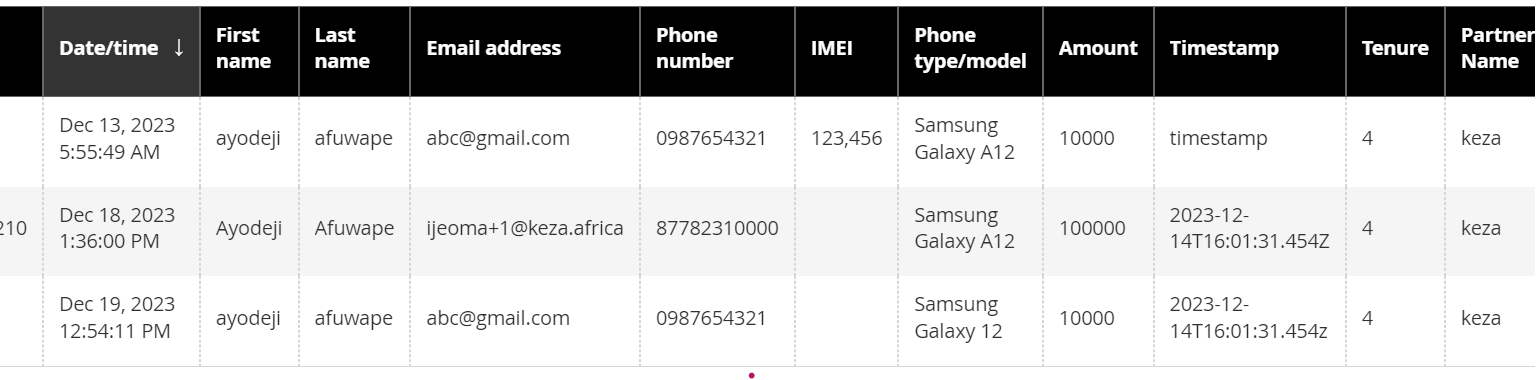 Date/time ↓ First name Last name Email address Phone number IMEI Phone type/model Amount Timestamp Tenure Partner Name
Dec 13, 2023 5:55:49 AM ayodeji afuwape abc@gmail.com 0987654321 123,456 Samsung Galaxy A12 10000 timestamp 4 keza
210 Dec 18, 2023 1:36:00 PM Ayodeji Afuwape ijeoma+1@keza.africa 87782310000 Samsung Galaxy A12 100000 2023-12-14T16:01:31.454Z 4 keza
Dec 19, 2023 12:54:11 PM ayodeji afuwape abc@gmail.com 0987654321 Samsung Galaxy 12 10000 2023-12-14T16:01:31.454z 4 keza